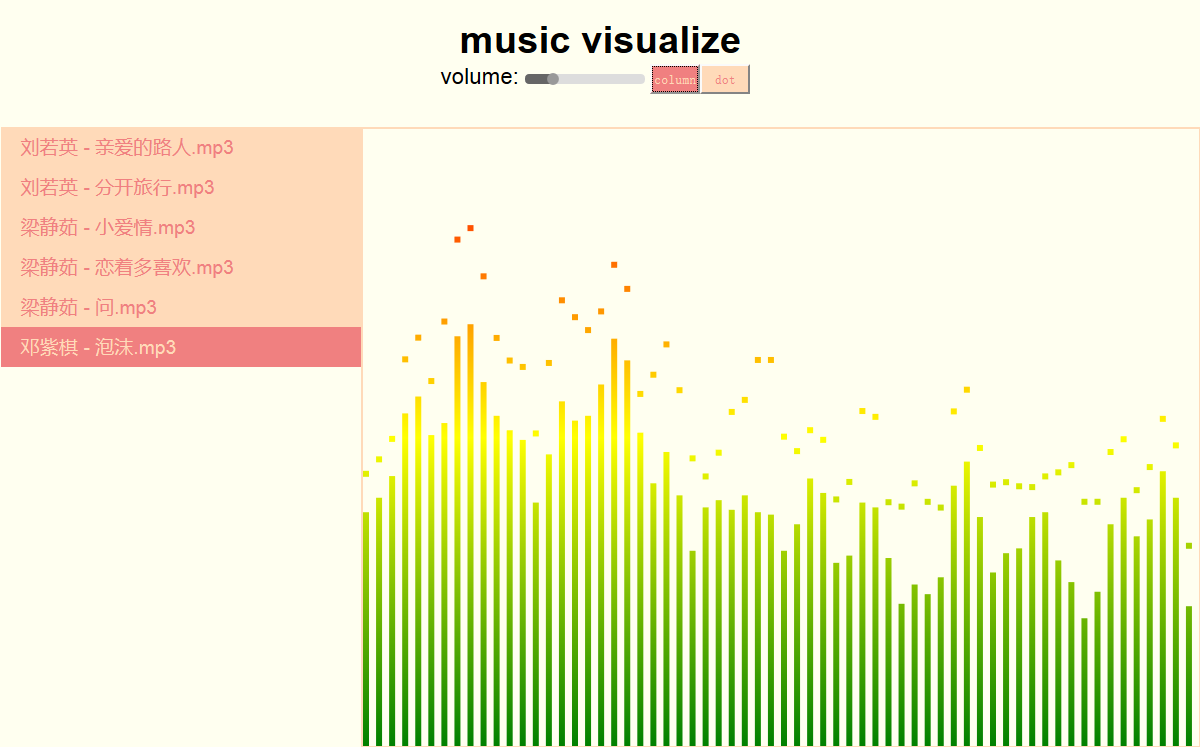 music visualize
volume: column dot
刘若英 - 亲爱的路人.mp3
刘若英 - 分开旅行.mp3
梁静茹 - 小爱情.mp3
梁静茹 - 恋着多喜欢.mp3
梁静茹 - 问.mp3
邓紫棋 - 泡沫.mp3